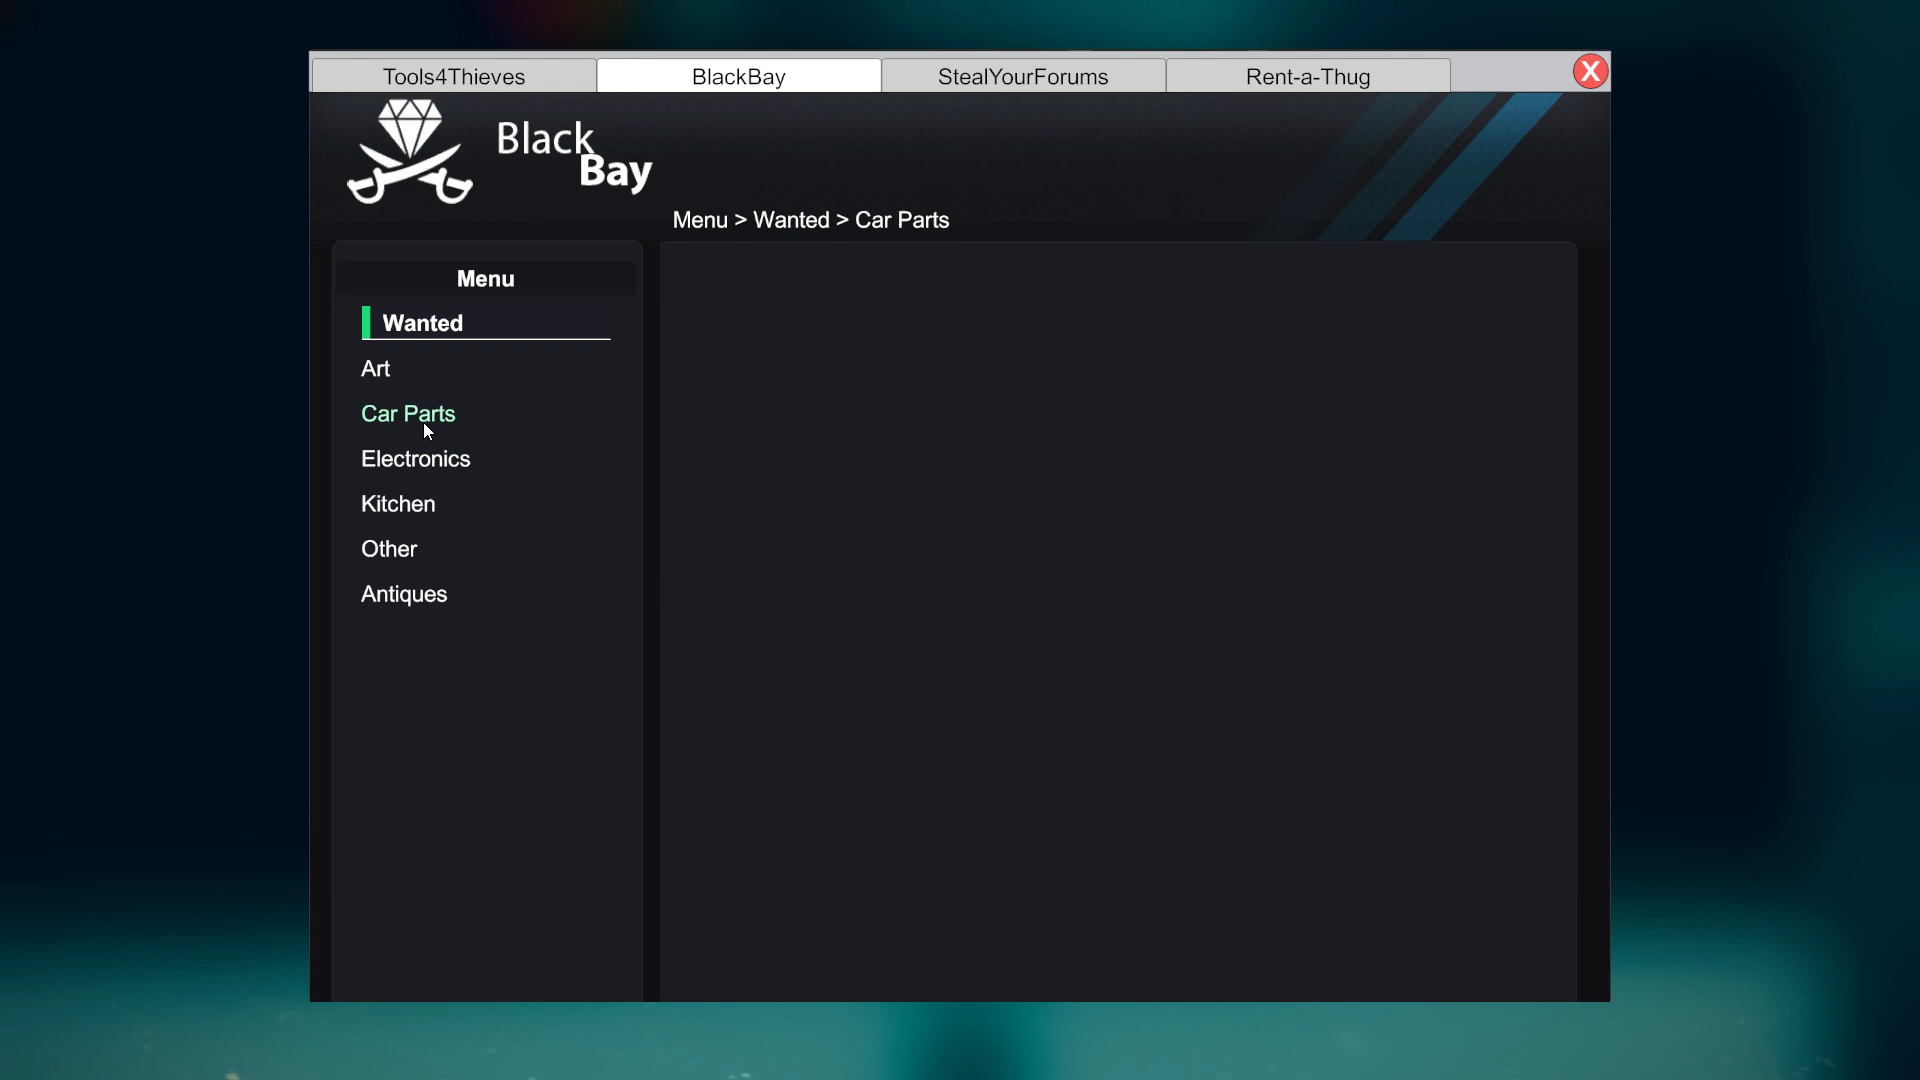 Tools4Thieves
BlackBay
StealYourForums
Rent-a-Thug
X
Black
Bay
Menu > Wanted > Car Parts
Menu
Wanted
Art
Car Parts
Electronics
Kitchen
Other
Antiques